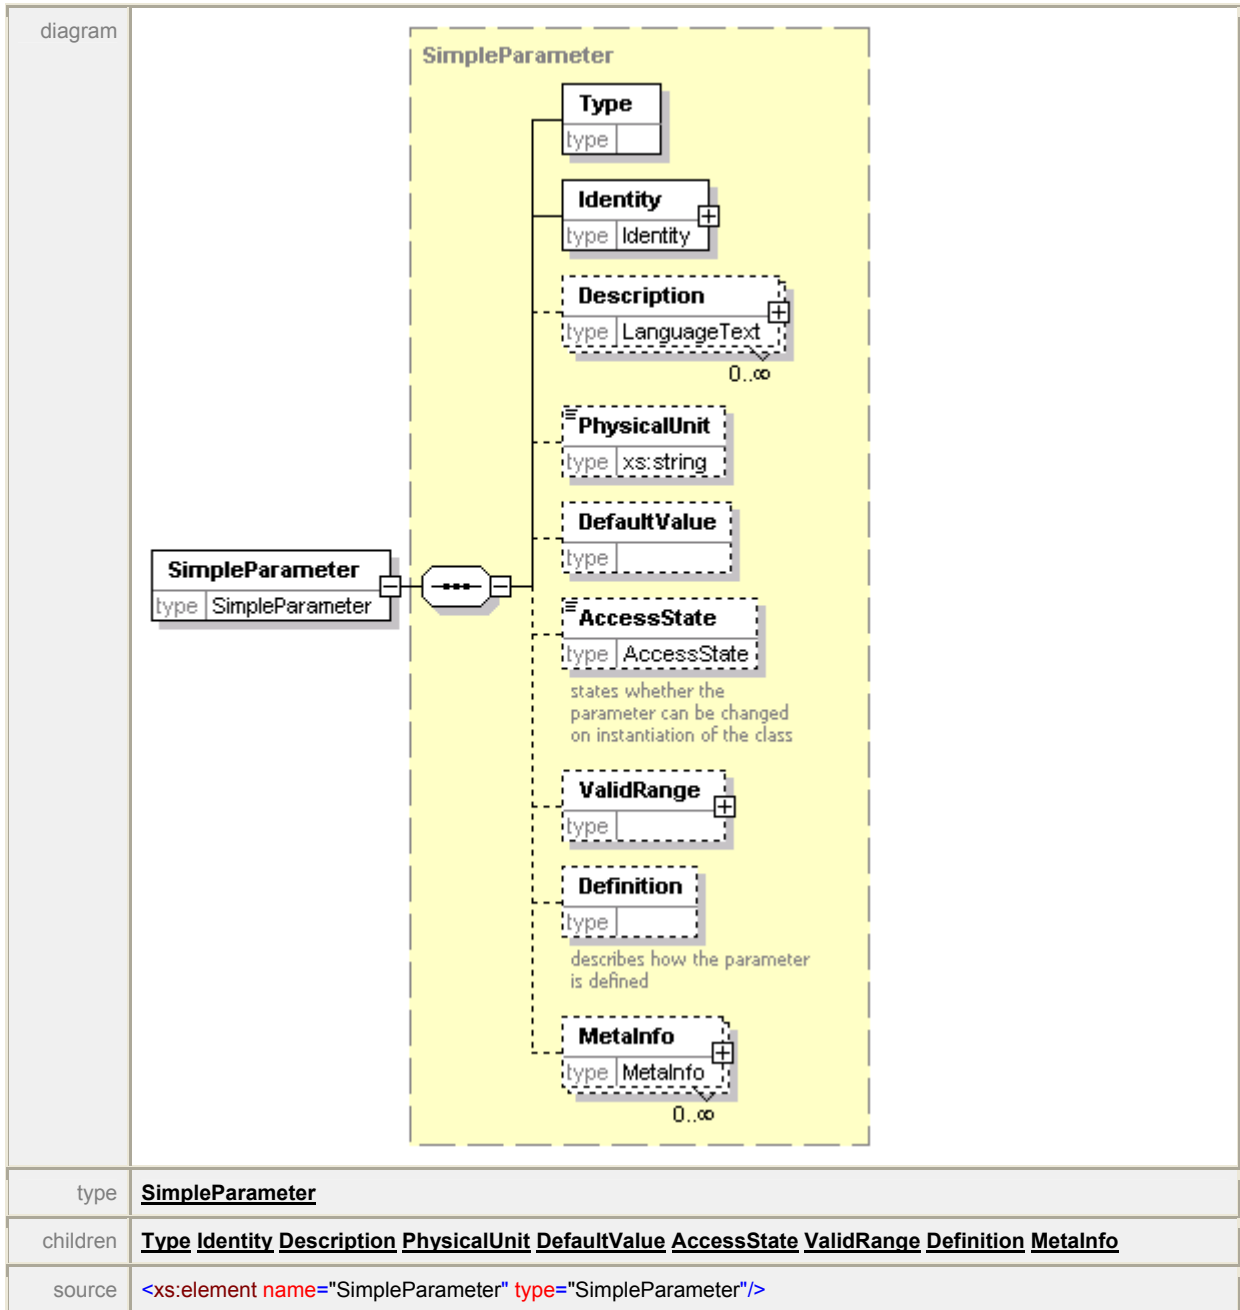 diagram
SimpleParameter
Type
type
Identity
type Identity
Description
type LanguageText
0..∞
PhysicalUnit
type xs:string
DefaultValue
type
SimpleParameter
type SimpleParameter
AccessState
type AccessState
states whether the
parameter can be changed
on instantiation of the class
ValidRange
type
Definition
type
describes how the parameter
is defined
MetaInfo
type MetaInfo
0..∞
type SimpleParameter
children Type Identity Description PhysicalUnit DefaultValue AccessState ValidRange Definition MetaInfo
source <xs:element name="SimpleParameter" type="SimpleParameter"/>